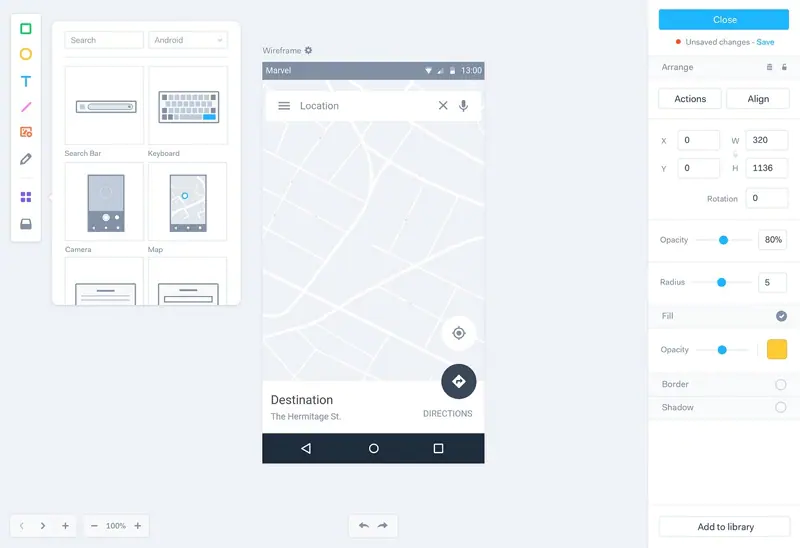 Search
Android
Search Bar
Keyboard
Camera
Map
T
Wireframe
Marvel
13:00
Location
Destination
The Hermitage St.
DIRECTIONS
100%
Close
Unsaved changes - Save
Arrange
Actions
Align
X 0 W 320
Y 0 H 1136
Rotation 0
Opacity 80%
Radius 5
Fill
Opacity
Border
Shadow
Add to library